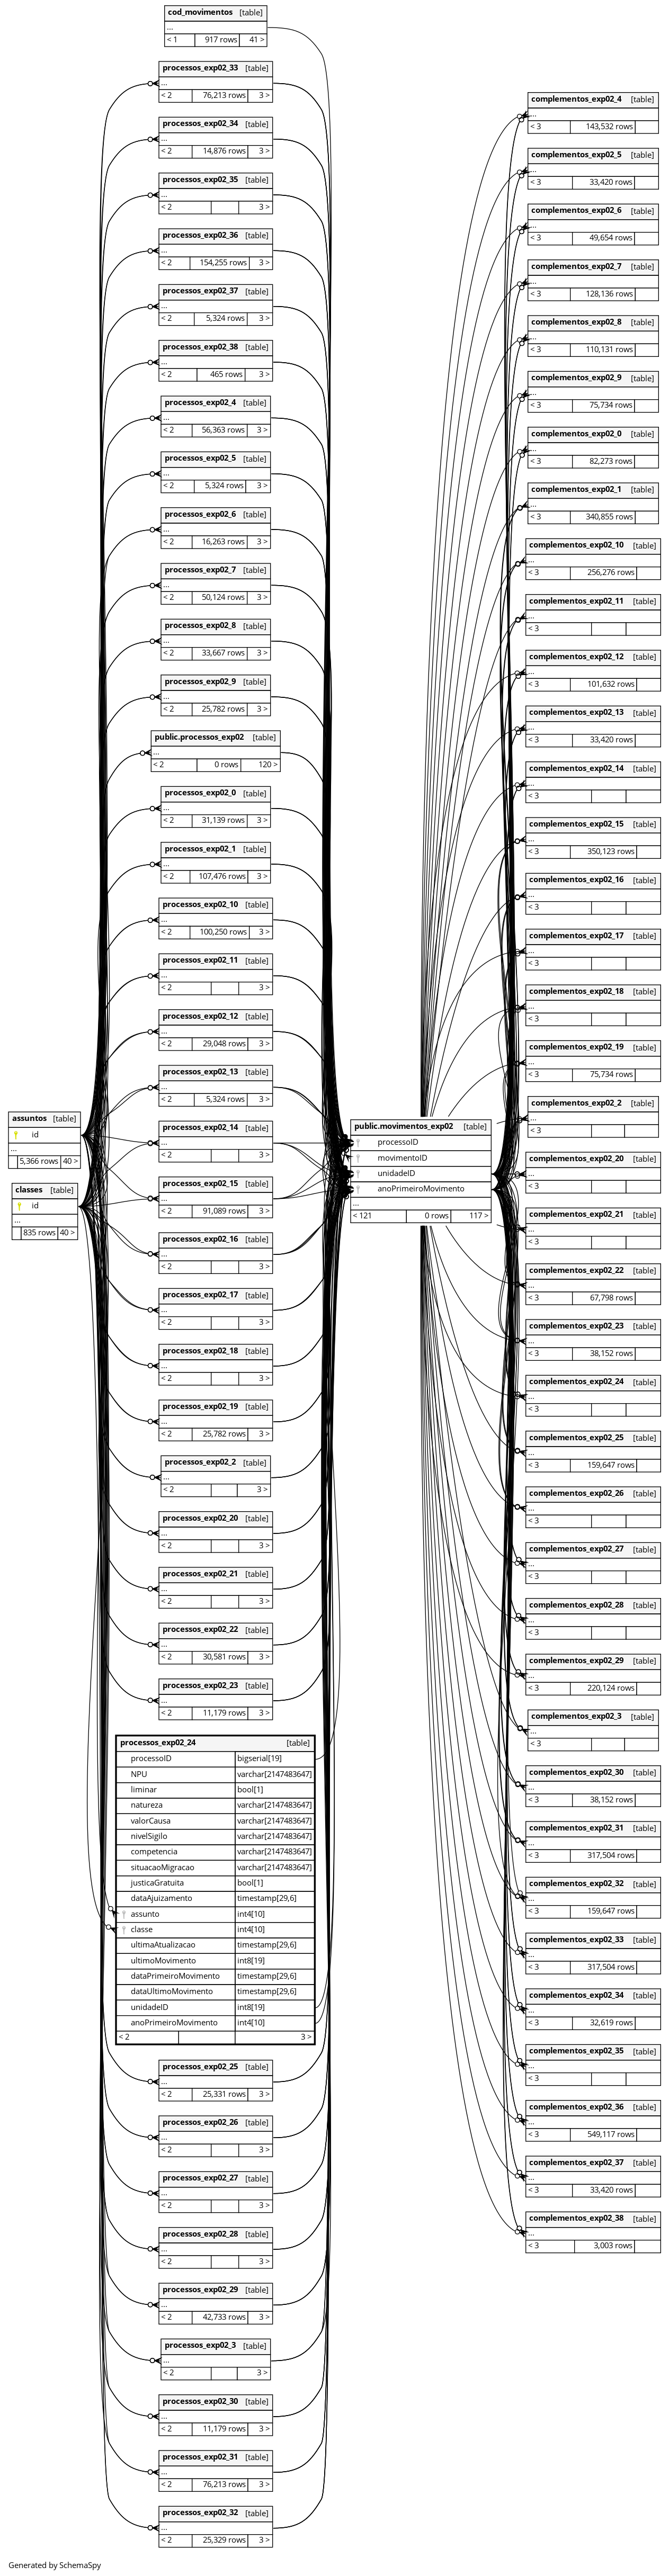 cod_movimentos [table]
...
< 1 917 rows 41 >
processos_exp02_33 [table]
...
< 2 76,213 rows 3 >
processos_exp02_34 [table]
...
< 2 14,876 rows 3 >
processos_exp02_35 [table]
...
< 2 3 >
processos_exp02_36 [table]
...
< 2 154,255 rows 3 >
processos_exp02_37 [table]
...
< 2 5,324 rows 3 >
processos_exp02_38 [table]
...
< 2 465 rows 3 >
processos_exp02_4 [table]
...
< 2 56,363 rows 3 >
processos_exp02_5 [table]
...
< 2 5,324 rows 3 >
processos_exp02_6 [table]
...
< 2 16,263 rows 3 >
processos_exp02_7 [table]
...
< 2 50,124 rows 3 >
processos_exp02_8 [table]
...
< 2 33,667 rows 3 >
processos_exp02_9 [table]
...
< 2 25,782 rows 3 >
public.processos_exp02 [table]
...
< 2 0 rows 120 >
processos_exp02_0 [table]
...
< 2 31,139 rows 3 >
processos_exp02_1 [table]
...
< 2 107,476 rows 3 >
processos_exp02_10 [table]
...
< 2 100,250 rows 3 >
processos_exp02_11 [table]
...
< 2 3 >
processos_exp02_12 [table]
...
< 2 29,048 rows 3 >
processos_exp02_13 [table]
...
< 2 5,324 rows 3 >
processos_exp02_14 [table]
...
< 2 3 >
processos_exp02_15 [table]
...
< 2 91,089 rows 3 >
processos_exp02_16 [table]
...
< 2 3 >
processos_exp02_17 [table]
...
< 2 3 >
processos_exp02_18 [table]
...
< 2 3 >
processos_exp02_19 [table]
...
< 2 25,782 rows 3 >
processos_exp02_2 [table]
...
< 2 3 >
processos_exp02_20 [table]
...
< 2 3 >
processos_exp02_21 [table]
...
< 2 3 >
processos_exp02_22 [table]
...
< 2 30,581 rows 3 >
processos_exp02_23 [table]
...
< 2 11,179 rows 3 >
processos_exp02_24 [table]
processoID bigserial[19]
NPU varchar[2147483647]
liminar bool[1]
natureza varchar[2147483647]
valorCausa varchar[2147483647]
nivelSigilo varchar[2147483647]
competencia varchar[2147483647]
situacaoMigracao varchar[2147483647]
justicaGratuita bool[1]
dataAjuizamento timestamp[29,6]
assunto int4[10]
classe int4[10]
ultimaAtualizacao timestamp[29,6]
ultimoMovimento int8[19]
dataPrimeiroMovimento timestamp[29,6]
dataUltimoMovimento timestamp[29,6]
unidadeID int8[19]
anoPrimeiroMovimento int4[10]
< 2 3 >
processos_exp02_25 [table]
...
< 2 25,331 rows 3 >
processos_exp02_26 [table]
...
< 2 3 >
processos_exp02_27 [table]
...
< 2 3 >
processos_exp02_28 [table]
...
< 2 3 >
processos_exp02_29 [table]
...
< 2 42,733 rows 3 >
processos_exp02_3 [table]
...
< 2 3 >
processos_exp02_30 [table]
...
< 2 11,179 rows 3 >
processos_exp02_31 [table]
...
< 2 76,213 rows 3 >
processos_exp02_32 [table]
...
< 2 25,329 rows 3 >
assuntos [table]
id
...
5,366 rows 40 >
classes [table]
id
...
835 rows 40 >
public.movimentos_exp02 [table]
processoID
movimentoID
unidadeID
anoPrimeiroMovimento
...
< 121 0 rows 117 >
complementos_exp02_4 [table]
...
< 3 143,532 rows
complementos_exp02_5 [table]
...
< 3 33,420 rows
complementos_exp02_6 [table]
...
< 3 49,654 rows
complementos_exp02_7 [table]
...
< 3 128,136 rows
complementos_exp02_8 [table]
...
< 3 110,131 rows
complementos_exp02_9 [table]
...
< 3 75,734 rows
complementos_exp02_0 [table]
...
< 3 82,273 rows
complementos_exp02_1 [table]
...
< 3 340,855 rows
complementos_exp02_10 [table]
...
< 3 256,276 rows
complementos_exp02_11 [table]
...
< 3
complementos_exp02_12 [table]
...
< 3 101,632 rows
complementos_exp02_13 [table]
...
< 3 33,420 rows
complementos_exp02_14 [table]
...
< 3
complementos_exp02_15 [table]
...
< 3 350,123 rows
complementos_exp02_16 [table]
...
< 3
complementos_exp02_17 [table]
...
< 3
complementos_exp02_18 [table]
...
< 3
complementos_exp02_19 [table]
...
< 3 75,734 rows
complementos_exp02_2 [table]
...
< 3
complementos_exp02_20 [table]
...
< 3
complementos_exp02_21 [table]
...
< 3
complementos_exp02_22 [table]
...
< 3 67,798 rows
complementos_exp02_23 [table]
...
< 3 38,152 rows
complementos_exp02_24 [table]
...
< 3
complementos_exp02_25 [table]
...
< 3 159,647 rows
complementos_exp02_26 [table]
...
< 3
complementos_exp02_27 [table]
...
< 3
complementos_exp02_28 [table]
...
< 3
complementos_exp02_29 [table]
...
< 3 220,124 rows
complementos_exp02_3 [table]
...
< 3
complementos_exp02_30 [table]
...
< 3 38,152 rows
complementos_exp02_31 [table]
...
< 3 317,504 rows
complementos_exp02_32 [table]
...
< 3 159,647 rows
complementos_exp02_33 [table]
...
< 3 317,504 rows
complementos_exp02_34 [table]
...
< 3 32,619 rows
complementos_exp02_35 [table]
...
< 3
complementos_exp02_36 [table]
...
< 3 549,117 rows
complementos_exp02_37 [table]
...
< 3 33,420 rows
complementos_exp02_38 [table]
...
< 3 3,003 rows
Generated by SchemaSpy